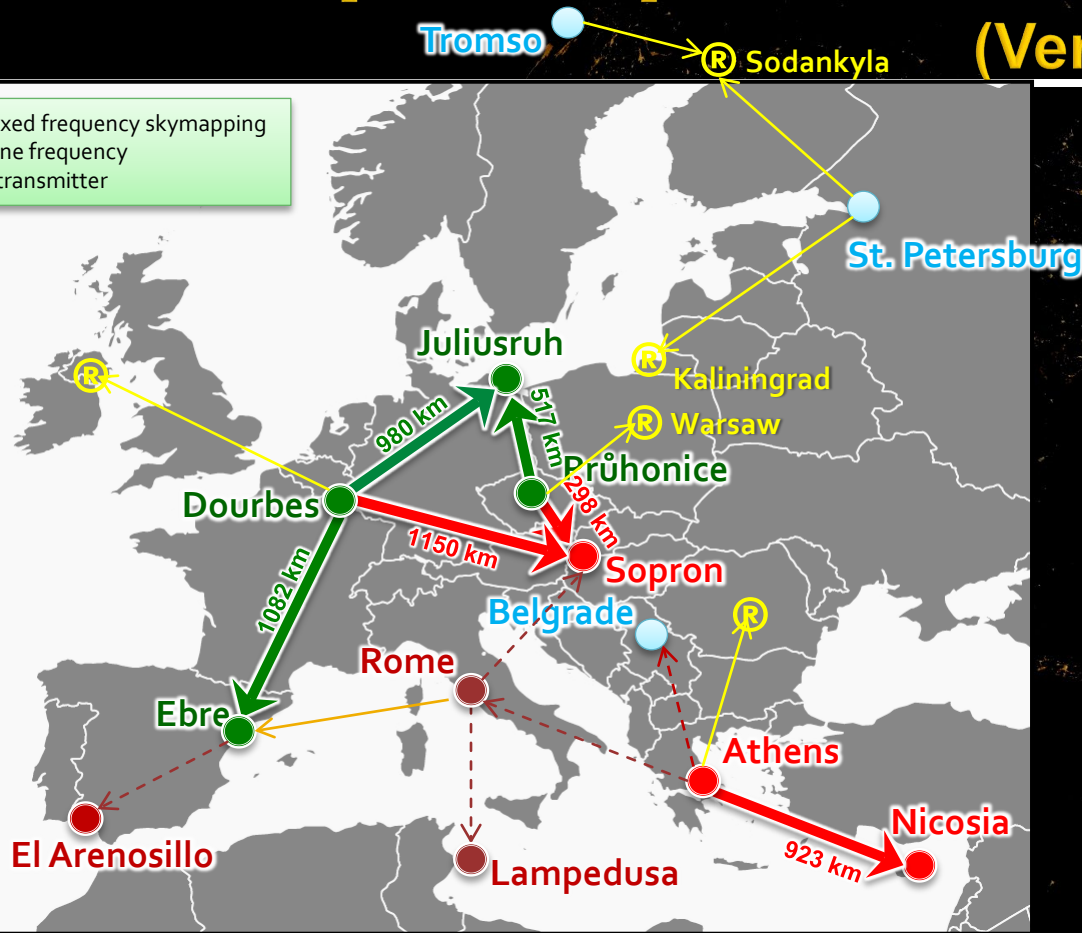 Tromso
R Sodankyla
(Ver
xed frequency skymapping
ne frequency
transmitter
St. Petersburg
Juliusruh
R
R
Kaliningrad
980 km
517 km
R Warsaw
Průhonice
Dourbes
298 km
1150 km
Sopron
1082 km
Belgrade
R
Rome
Ebre
Athens
Nicosia
El Arenosillo
923 km
Lampedusa